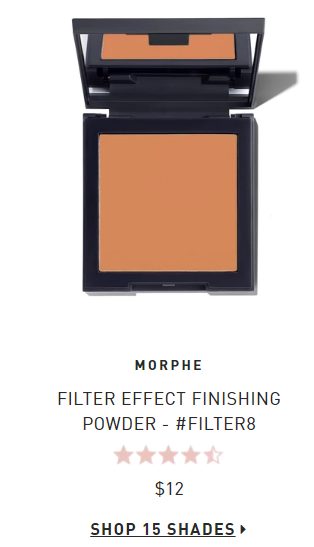 MORPHE
FILTER EFFECT FINISHING
POWDER - #FILTER8
$12
SHOP 15 SHADES